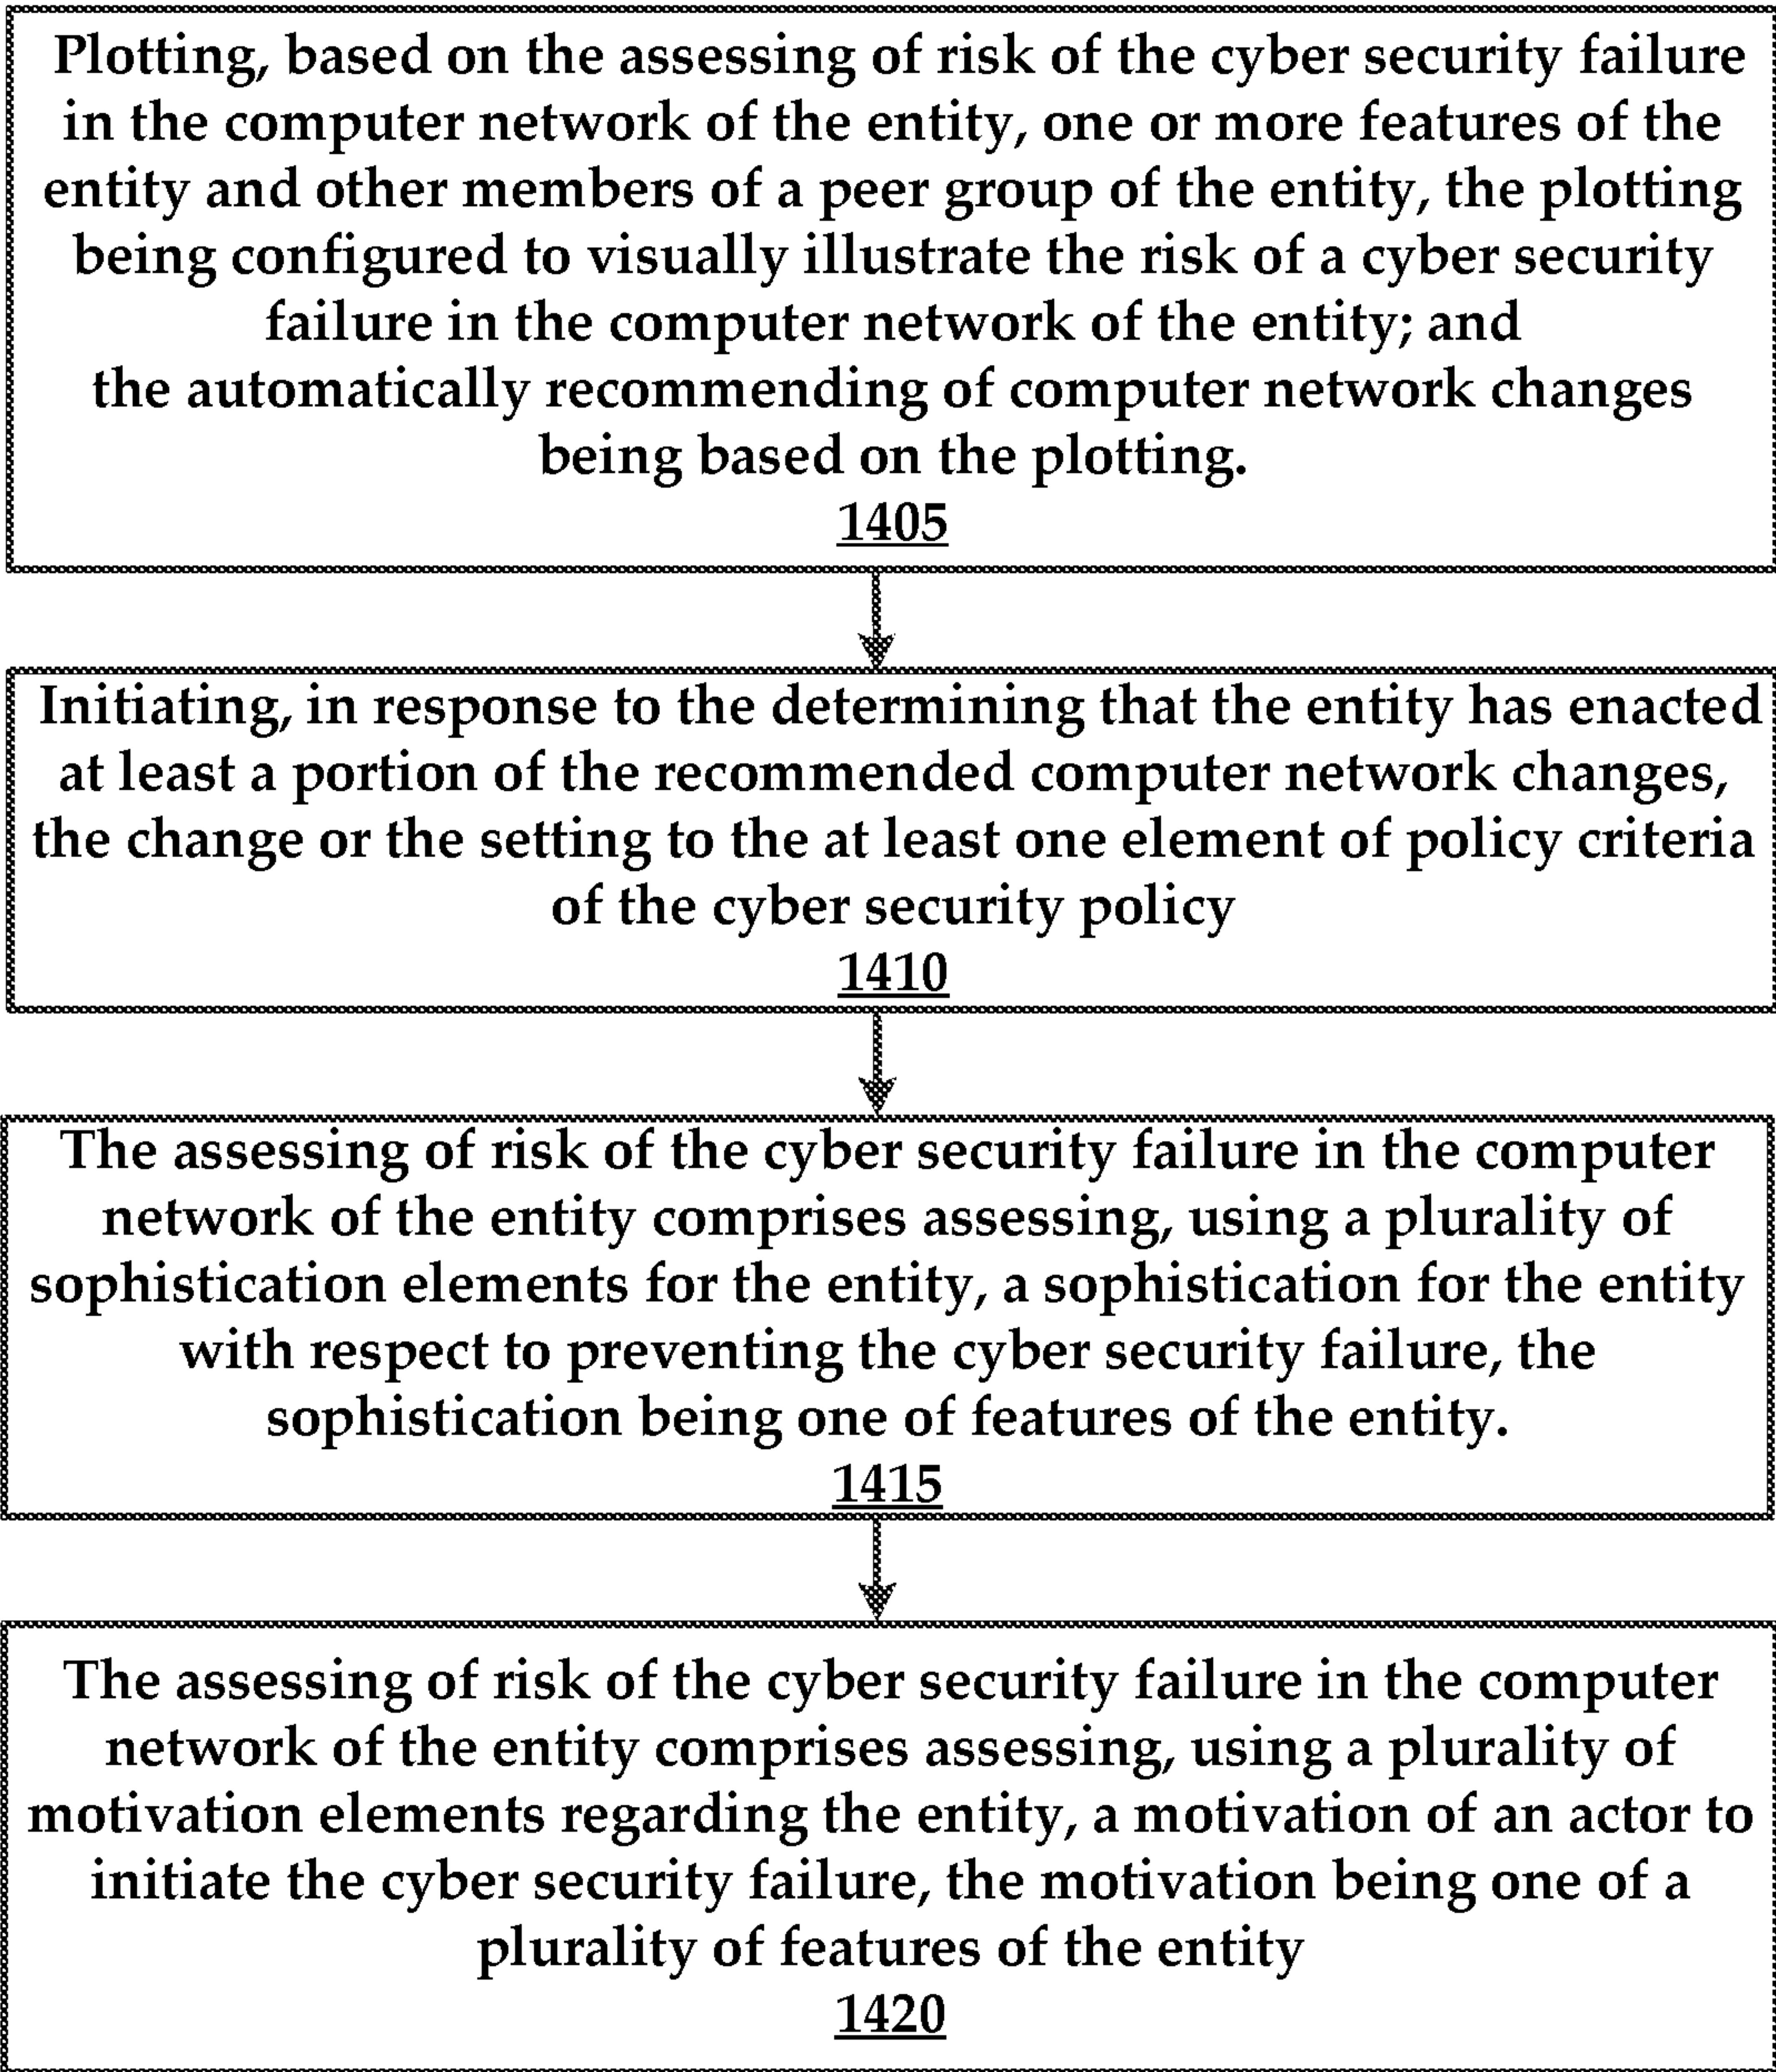 Plotting, based on the assessing of risk of the cyber security failure
in the computer network of the entity, one or more features of the
entity and other members of a peer group of the entity, the plotting
being configured to visually illustrate the risk of a cyber security
failure in the computer network of the entity; and
the automatically recommending of computer network changes
being based on the plotting.
1405
Initiating, in response to the determining that the entity has enacted
at least a portion of the recommended computer network changes,
the change or the setting to the at least one element of policy criteria
of the cyber security policy
1410
The assessing of risk of the cyber security failure in the computer
network of the entity comprises assessing, using a plurality of
sophistication elements for the entity, a sophistication for the entity
with respect to preventing the cyber security failure, the
sophistication being one of features of the entity.
1415
The assessing of risk of the cyber security failure in the computer
network of the entity comprises assessing, using a plurality of
motivation elements regarding the entity, a motivation of an actor to
initiate the cyber security failure, the motivation being one of a
plurality of features of the entity
1420